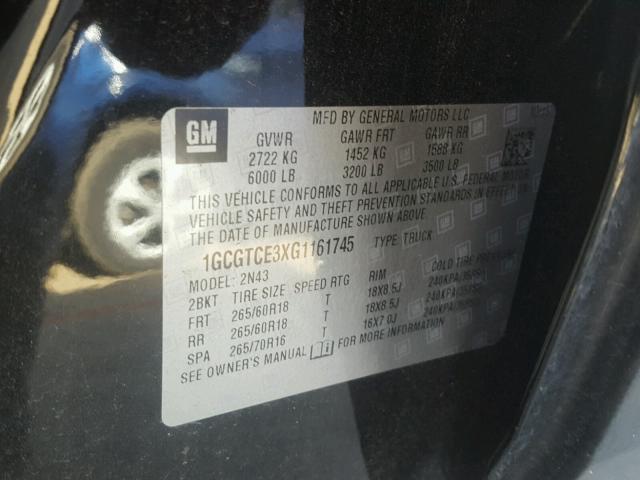 MFD BY GENERAL MOTORS LLC
GM
GVWR GAWR FRT GAWR RR
2722 KG 1452 KG 1588 KG
6000 LB 3200 LB 3500 LB
THIS VEHICLE CONFORMS TO ALL APPLICABLE U.S. FEDERAL MOTOR
VEHICLE SAFETY AND THEFT PREVENTION STANDARDS IN EFFECT ON
THE DATE OF MANUFACTURE SHOWN ABOVE.
1GCGTCE3XG1161745 TYPE: TRUCK
MODEL: 2N43
2BKT TIRE SIZE SPEED RTG RIM COLD TIRE PRESSURE
FRT 265/60R18 T 18X8.5J
RR 265/60R18 T 18X8.5J
SPA 265/70R16 T 16X7.0J
SEE OWNER'S MANUAL FOR MORE INFORMATION